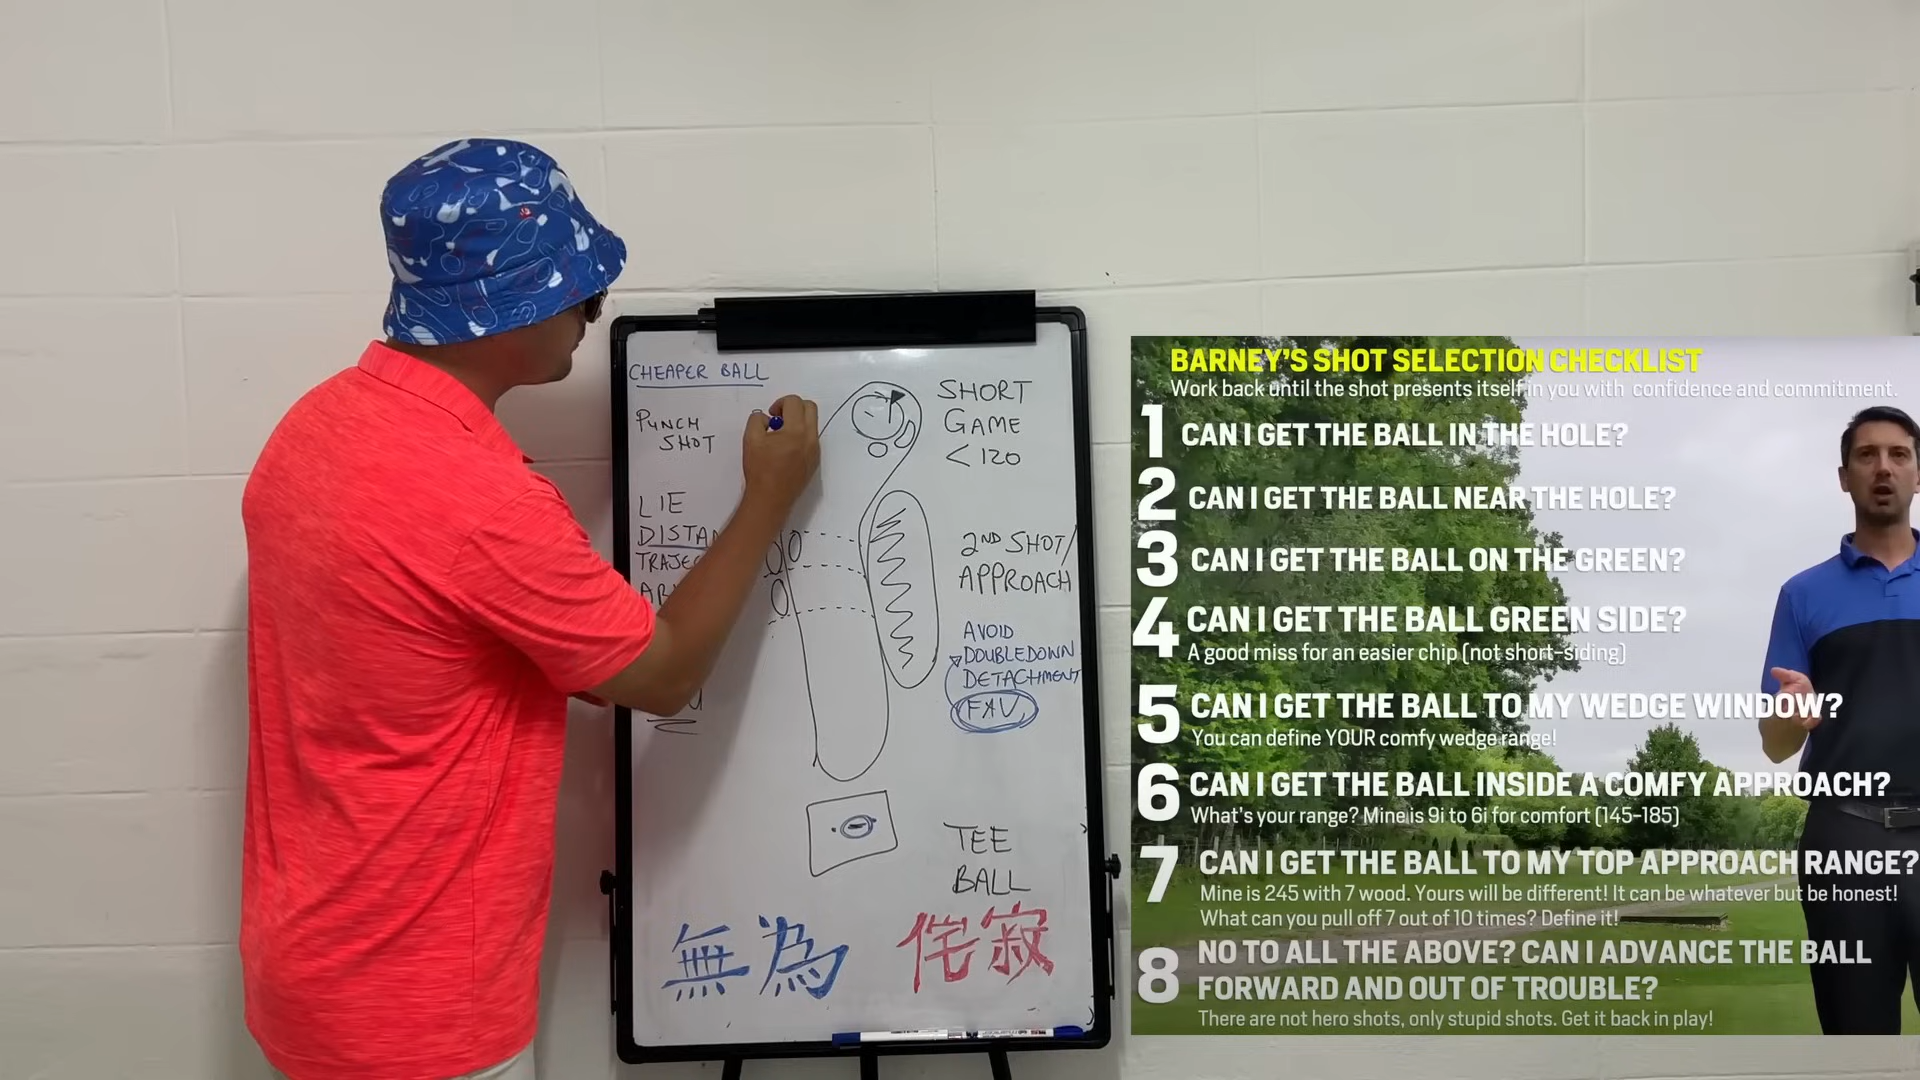 CHEAPER BALL
PUNCH
SHOT
LIE
TRAJEC
SHORT
GAME
< 120
2ND SHOT/
APPROACH
AVOID
DOUBLEDOWN
DETACHMENT
FAV
TEE
BALL
無為
侘寂
BARNEY'S SHOT SELECTION CHECKLIST
Work back until the shot presents itself in you with confidence and commitment.
1 CAN I GET THE BALL IN THE HOLE?
2 CAN I GET THE BALL NEAR THE HOLE?
3 CAN I GET THE BALL ON THE GREEN?
4 CAN I GET THE BALL GREEN SIDE?
A good miss for an easier chip (not short-siding)
5 CAN I GET THE BALL TO MY WEDGE WINDOW?
You can define YOUR comfy wedge range!
6 CAN I GET THE BALL INSIDE A COMFY APPROACH?
What's your range? Mine is 9i to 6i for comfort (145-185)
7 CAN I GET THE BALL TO MY TOP APPROACH RANGE?
Mine is 245 with 7 wood. Yours will be different! It can be whatever but be honest!
What can you pull off 7 out of 10 times? Define it!
8 NO TO ALL THE ABOVE? CAN I ADVANCE THE BALL
FORWARD AND OUT OF TROUBLE?
There are not hero shots, only stupid shots. Get it back in play!